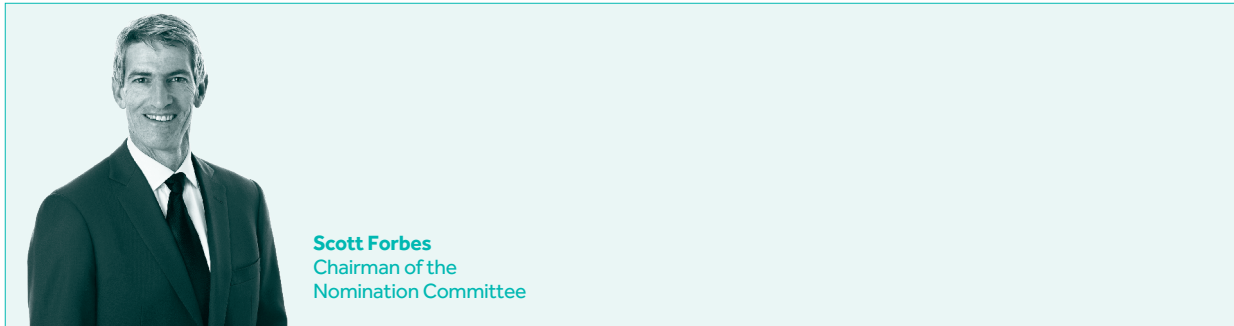 Scott Forbes
Chairman of the
Nomination Committee